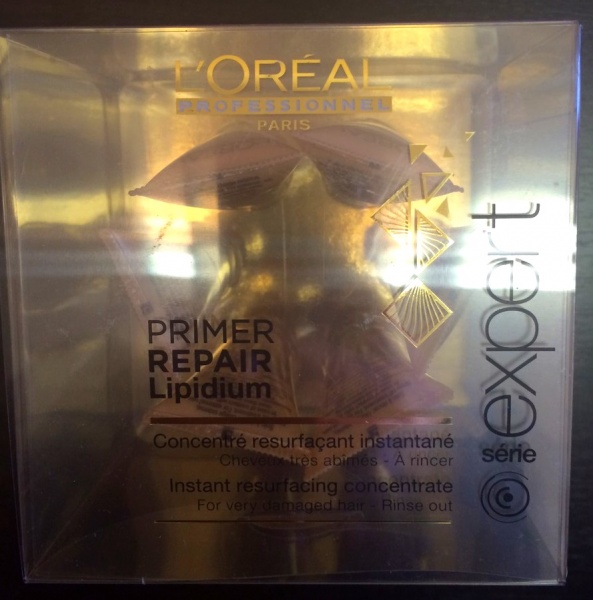 L'ORÉAL
PROFESSIONNEL
PARIS
PRIMER
REPAIR
Lipidium
Concentré resurfaçant instantané
Cheveux très abîmés - À rincer
Instant resurfacing concentrate
For very damaged hair - Rinse out
série expert